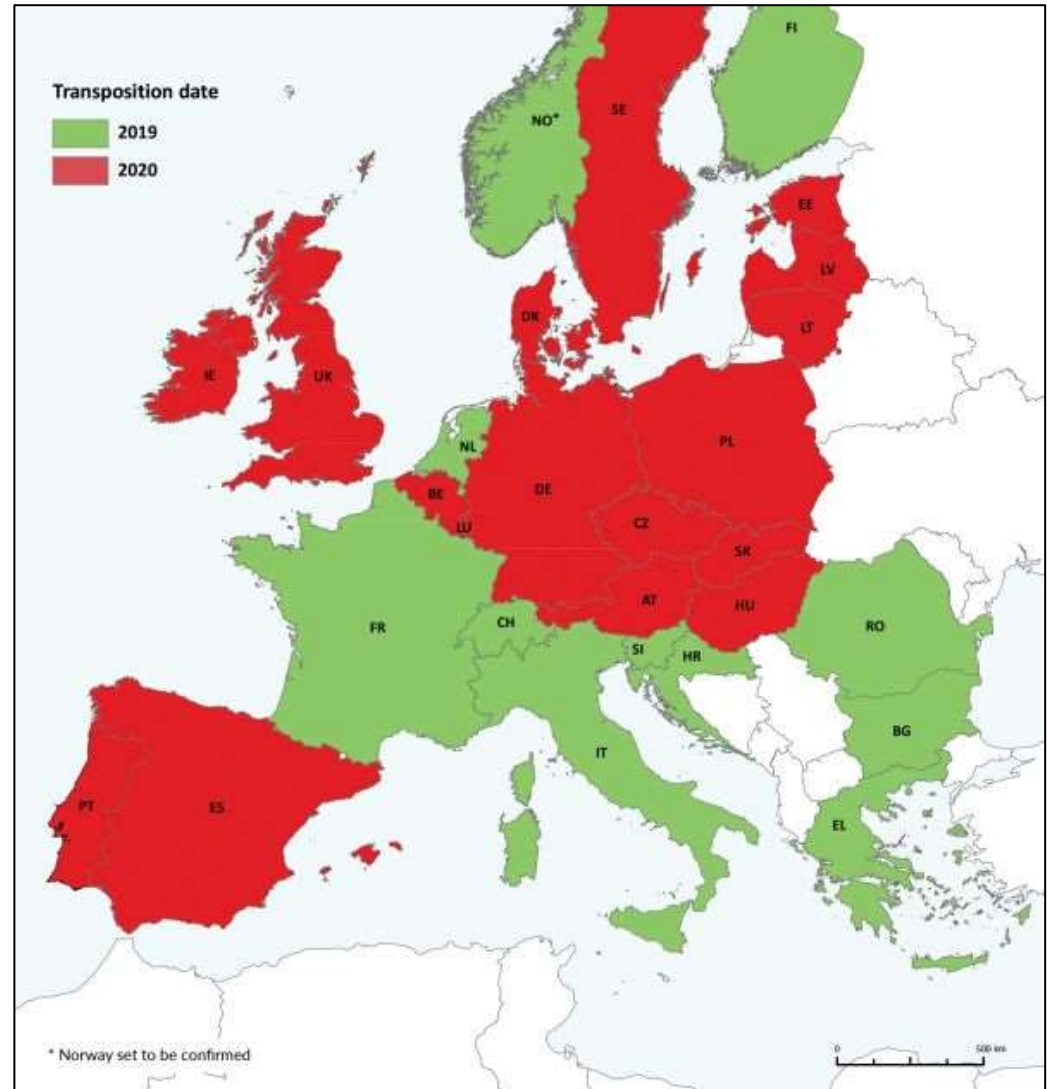 FI
Transposition date
2019
2020
NO*
SE
EE
LV
LT
DK
IE
UK
NL
PL
BE
DE
LU
CZ
SK
AT
HU
FR
CH
RO
SI
HR
BG
IT
PT
ES
EL
* Norway set to be confirmed
0
500 km